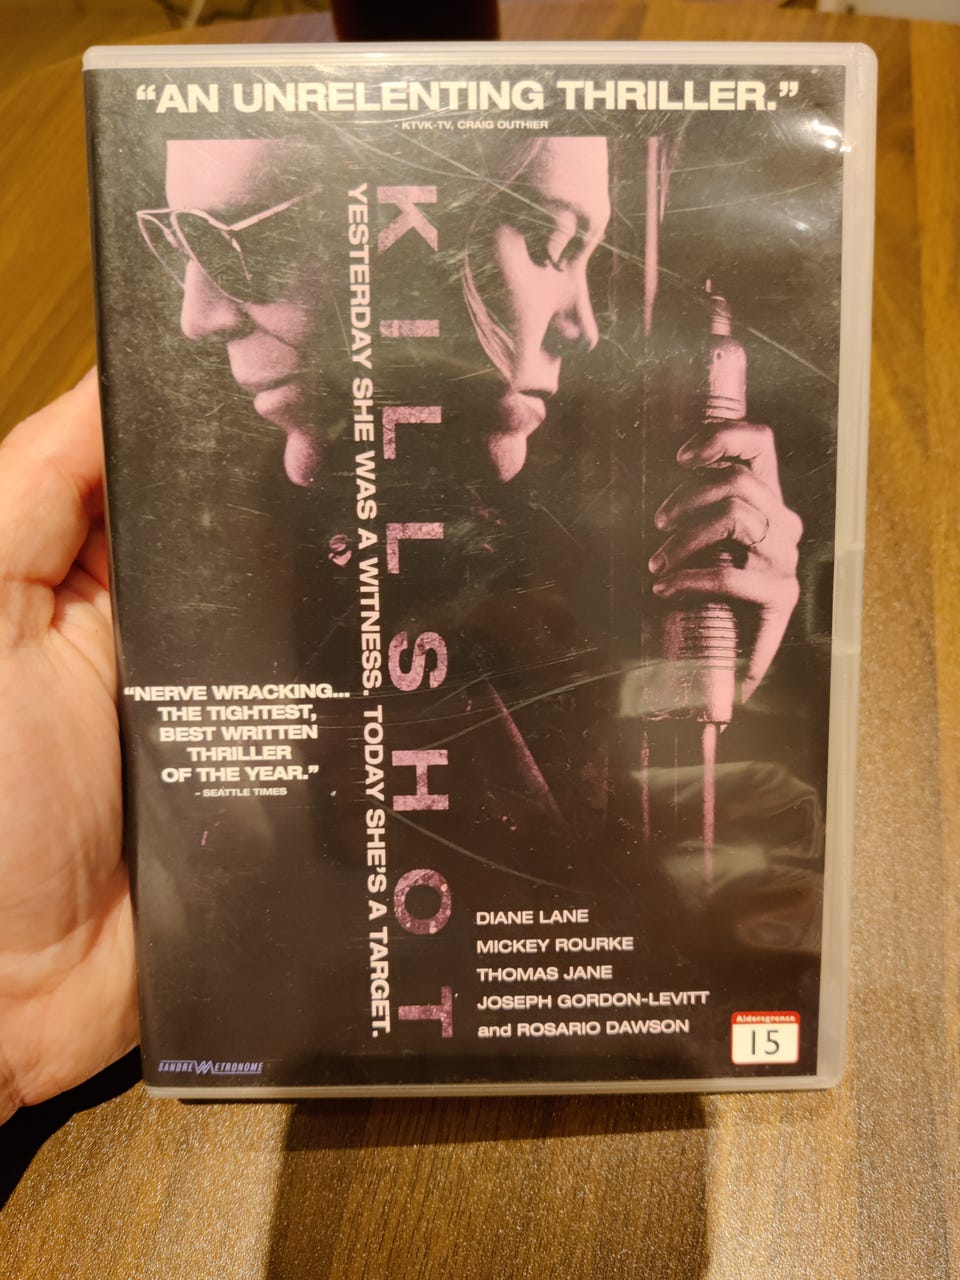 “AN UNRELENTING THRILLER.”
- KTVK-TV, CRAIG OUTHIER
KILLSHOT
YESTERDAY SHE WAS A WITNESS. TODAY SHE'S A TARGET.
“NERVE WRACKING...
THE TIGHTEST,
BEST WRITTEN
THRILLER
OF THE YEAR.”
- SEATTLE TIMES
DIANE LANE
MICKEY ROURKE
THOMAS JANE
JOSEPH GORDON-LEVITT
and ROSARIO DAWSON
Aldersgrense
15
SANDREW METRONOME